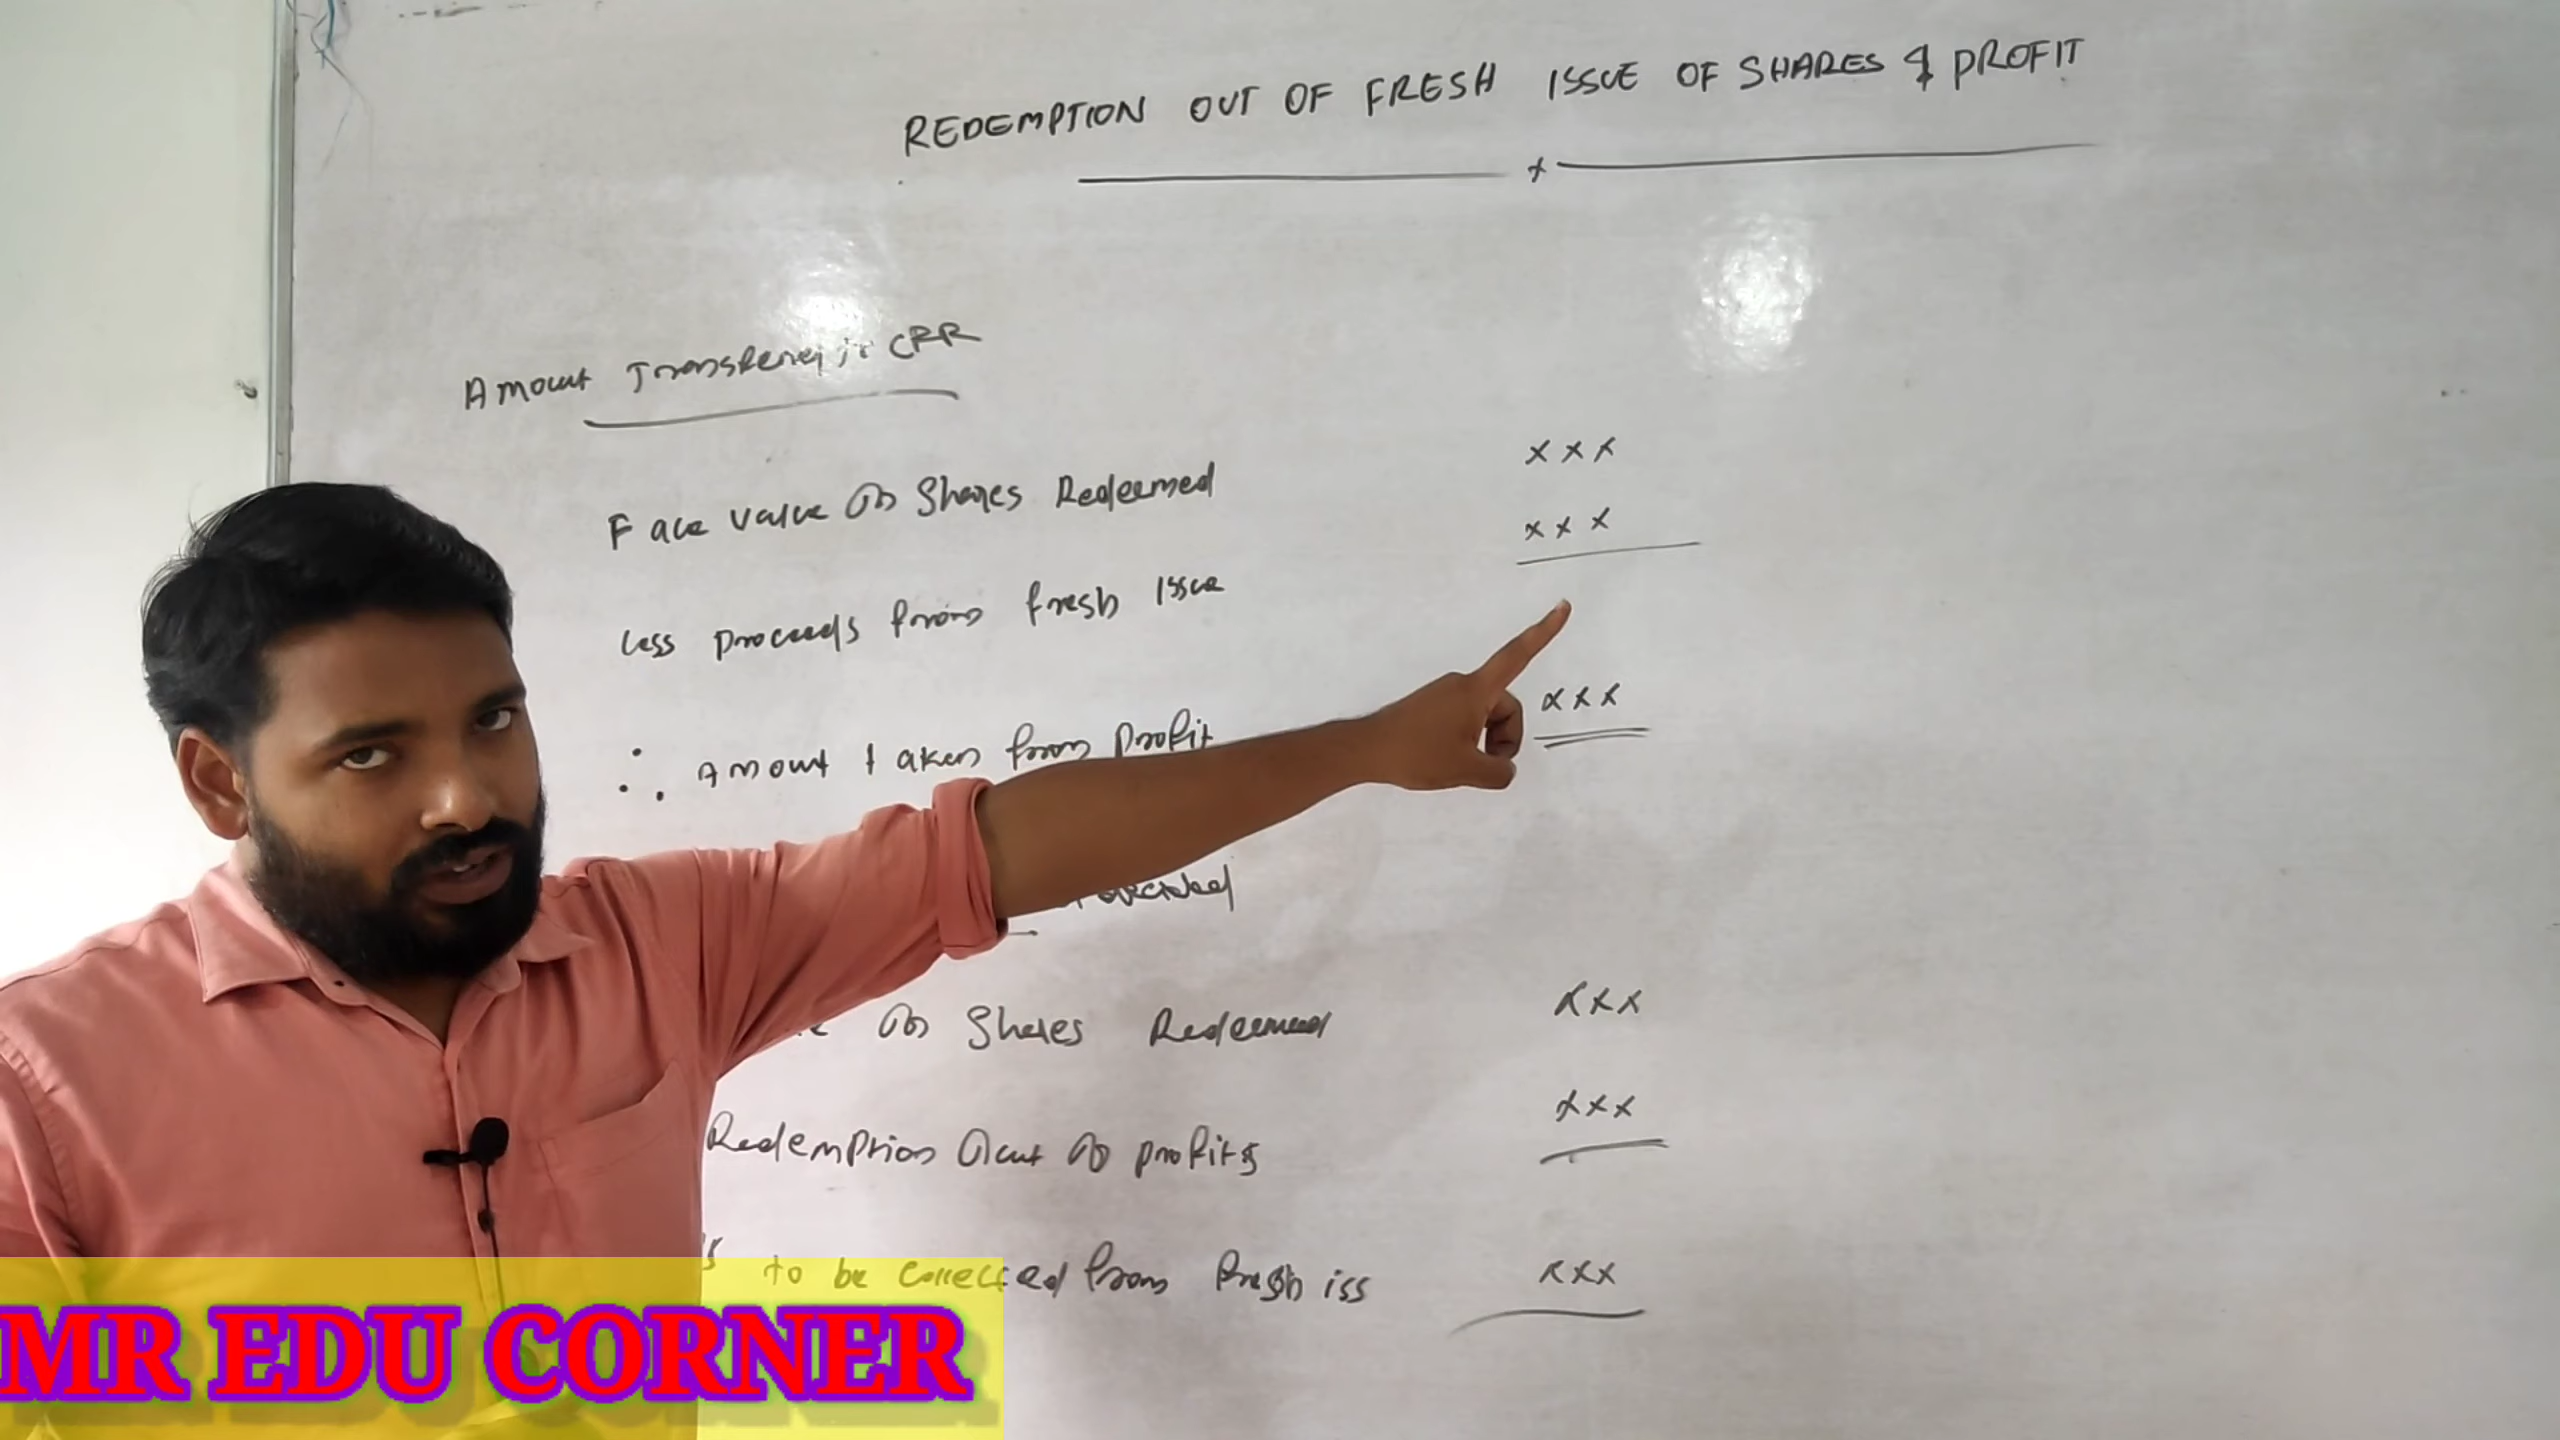 REDEMPTION OUT OF FRESH ISSUE OF SHARES & PROFIT
Amount Transferred to CRR
Face value of Shares Redeemed xxx
Less proceeds from fresh Issue xxx
∴ Amount taken from profit xxx
of Shares Redeemed xxx
Redemption Out of profits xxx
to be collected from fresh iss xxx
MR EDU CORNER